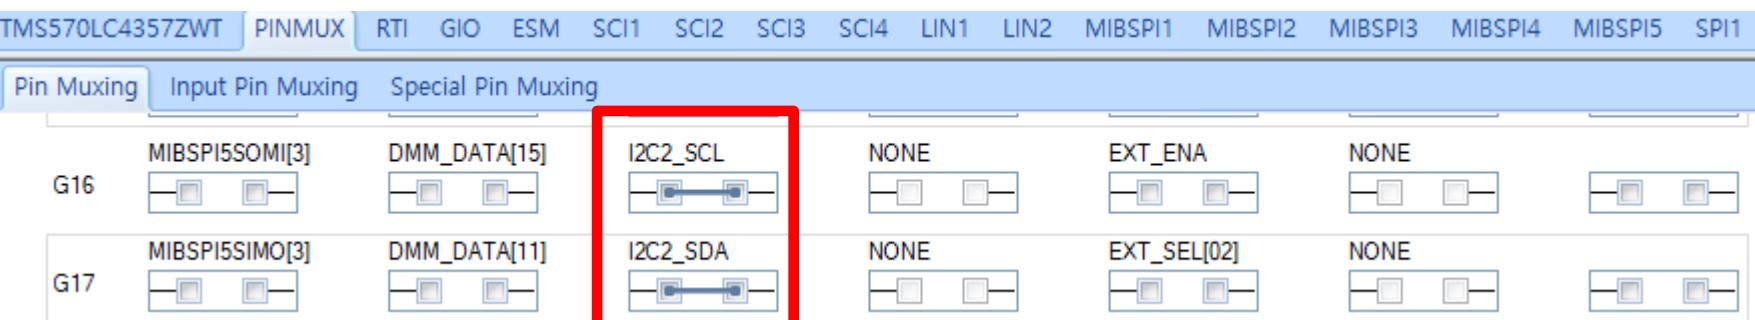 TMS570LC4357ZWT PINMUX RTI GIO ESM SCI1 SCI2 SCI3 SCI4 LIN1 LIN2 MIBSPI1 MIBSPI2 MIBSPI3 MIBSPI4 MIBSPI5 SPI1
Pin Muxing Input Pin Muxing Special Pin Muxing
MIBSPI5SOMI[3] DMM_DATA[15] I2C2_SCL NONE EXT_ENA NONE
G16
MIBSPI5SIMO[3] DMM_DATA[11] I2C2_SDA NONE EXT_SEL[02] NONE
G17